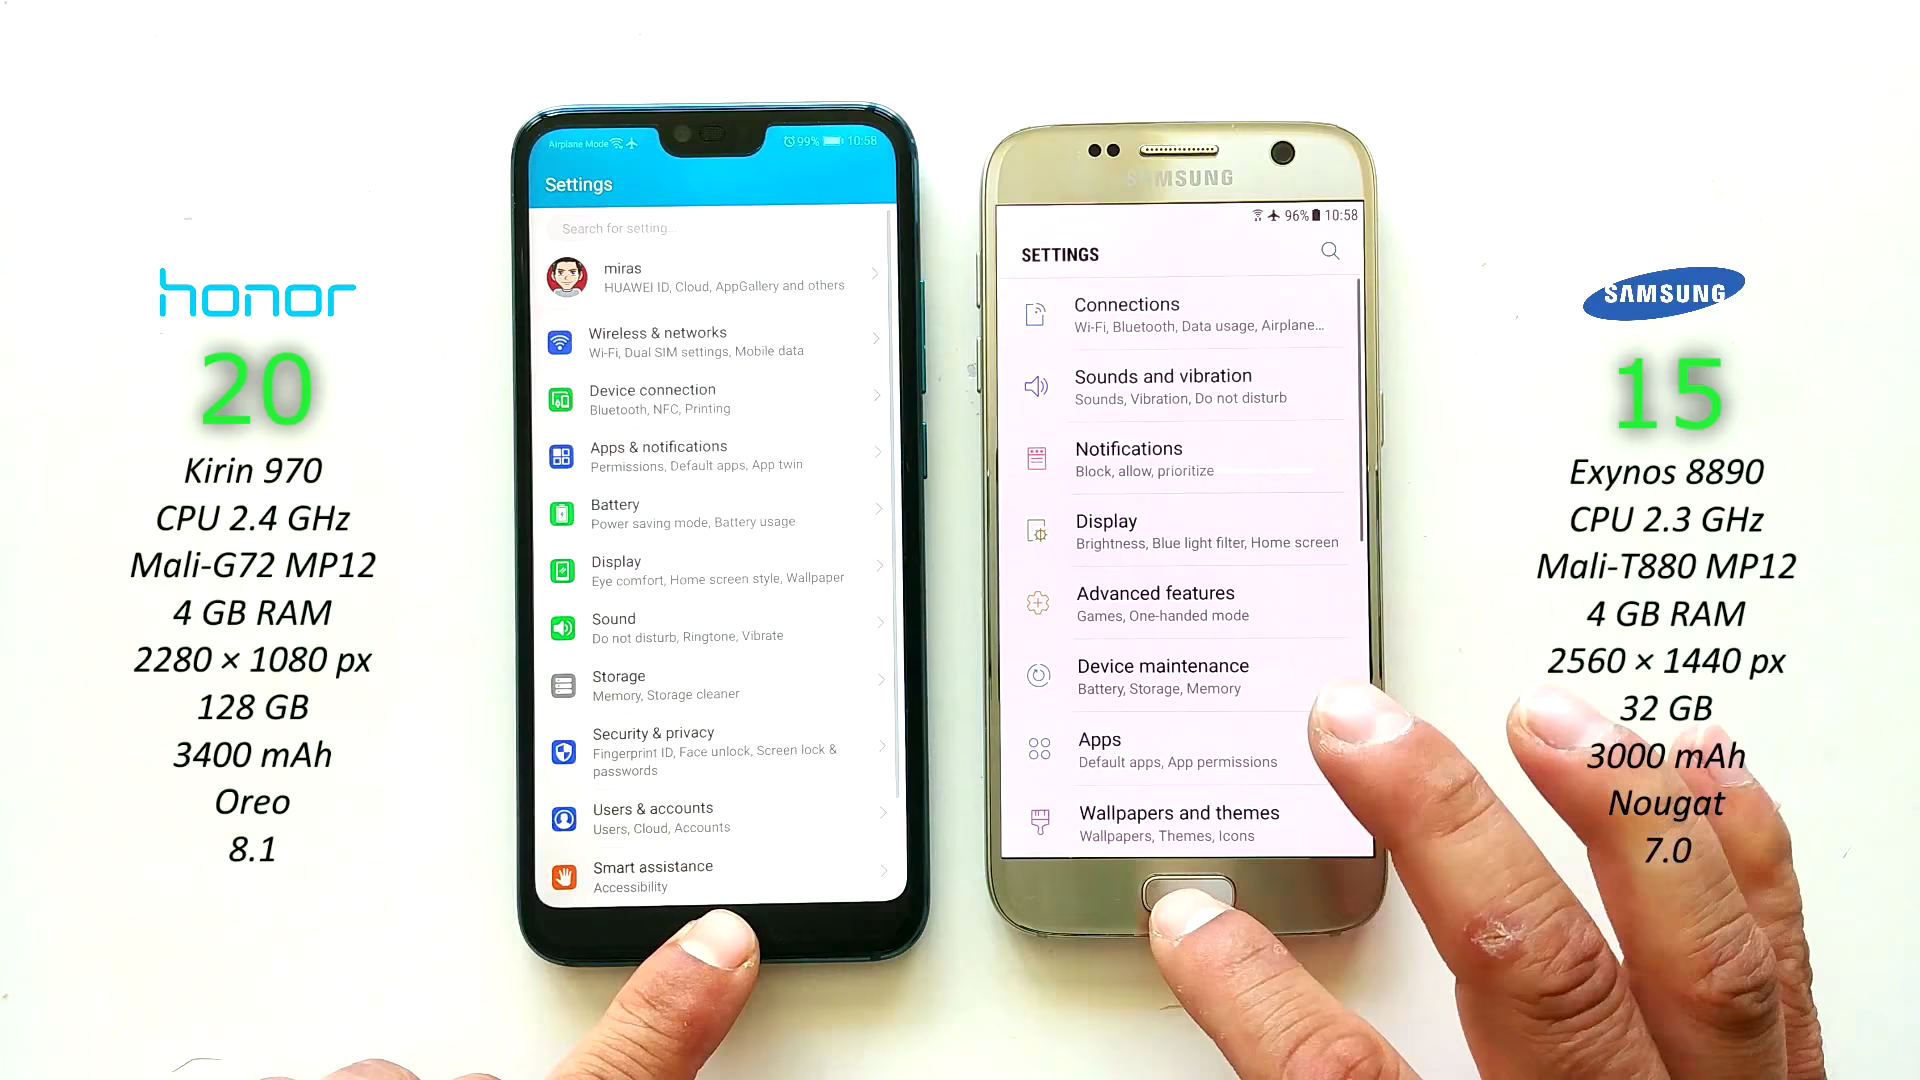 honor
20
Kirin 970
CPU 2.4 GHz
Mali-G72 MP12
4 GB RAM
2280 × 1080 px
128 GB
3400 mAh
Oreo
8.1
Airplane Mode 99% 10:58
Settings
Search for setting...
miras
HUAWEI ID, Cloud, AppGallery and others
Wireless & networks
Wi-Fi, Dual SIM settings, Mobile data
Device connection
Bluetooth, NFC, Printing
Apps & notifications
Permissions, Default apps, App twin
Battery
Power saving mode, Battery usage
Display
Eye comfort, Home screen style, Wallpaper
Sound
Do not disturb, Ringtone, Vibrate
Storage
Memory, Storage cleaner
Security & privacy
Fingerprint ID, Face unlock, Screen lock &
passwords
Users & accounts
Users, Cloud, Accounts
Smart assistance
Accessibility
SAMSUNG
96% 10:58
SETTINGS
Connections
Wi-Fi, Bluetooth, Data usage, Airplane...
Sounds and vibration
Sounds, Vibration, Do not disturb
Notifications
Block, allow, prioritize
Display
Brightness, Blue light filter, Home screen
Advanced features
Games, One-handed mode
Device maintenance
Battery, Storage, Memory
Apps
Default apps, App permissions
Wallpapers and themes
Wallpapers, Themes, Icons
SAMSUNG
15
Exynos 8890
CPU 2.3 GHz
Mali-T880 MP12
4 GB RAM
2560 × 1440 px
32 GB
3000 mAh
Nougat
7.0